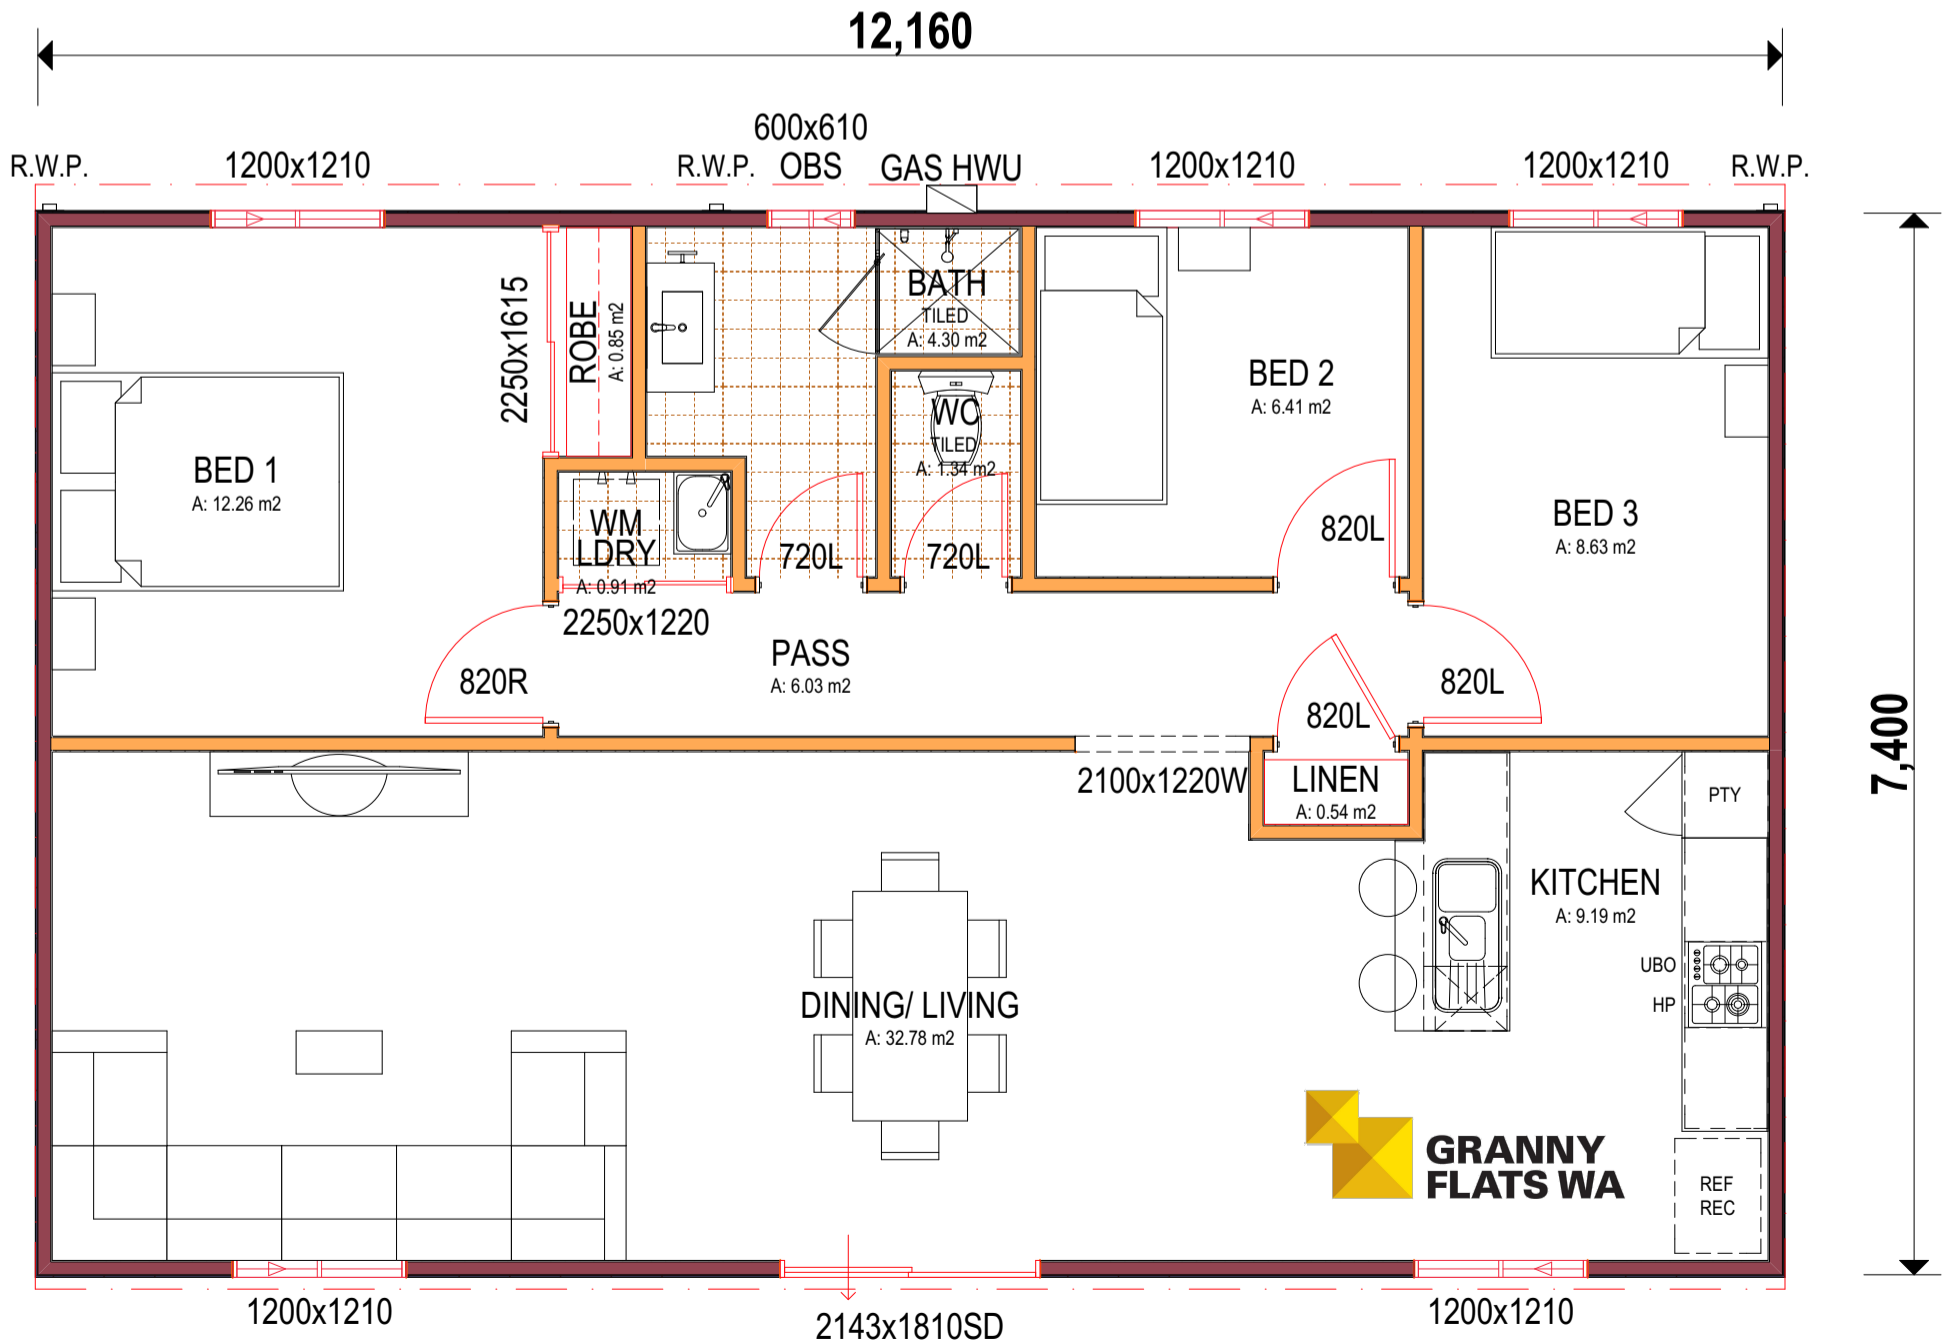 12,160
600x610
R.W.P.
1200x1210
R.W.P.
OBS
GAS HWU
1200x1210
1200x1210
R.W.P.
2250x1615
ROBE
A: 0.85 m2
BATH
TILED
A: 4.30 m2
BED 2
A: 6.41 m2
WC
TILED
A: 1.34 m2
BED 1
A: 12.26 m2
BED 3
A: 8.63 m2
WM
LDRY
A: 0.91 m2
720L
720L
820L
2250x1220
PASS
A: 6.03 m2
820R
820L
820L
7,400
2100x1220W
LINEN
A: 0.54 m2
PTY
KITCHEN
A: 9.19 m2
UBO
HP
DINING/ LIVING
A: 32.78 m2
GRANNY
FLATS WA
REF
REC
1200x1210
2143x1810SD
1200x1210